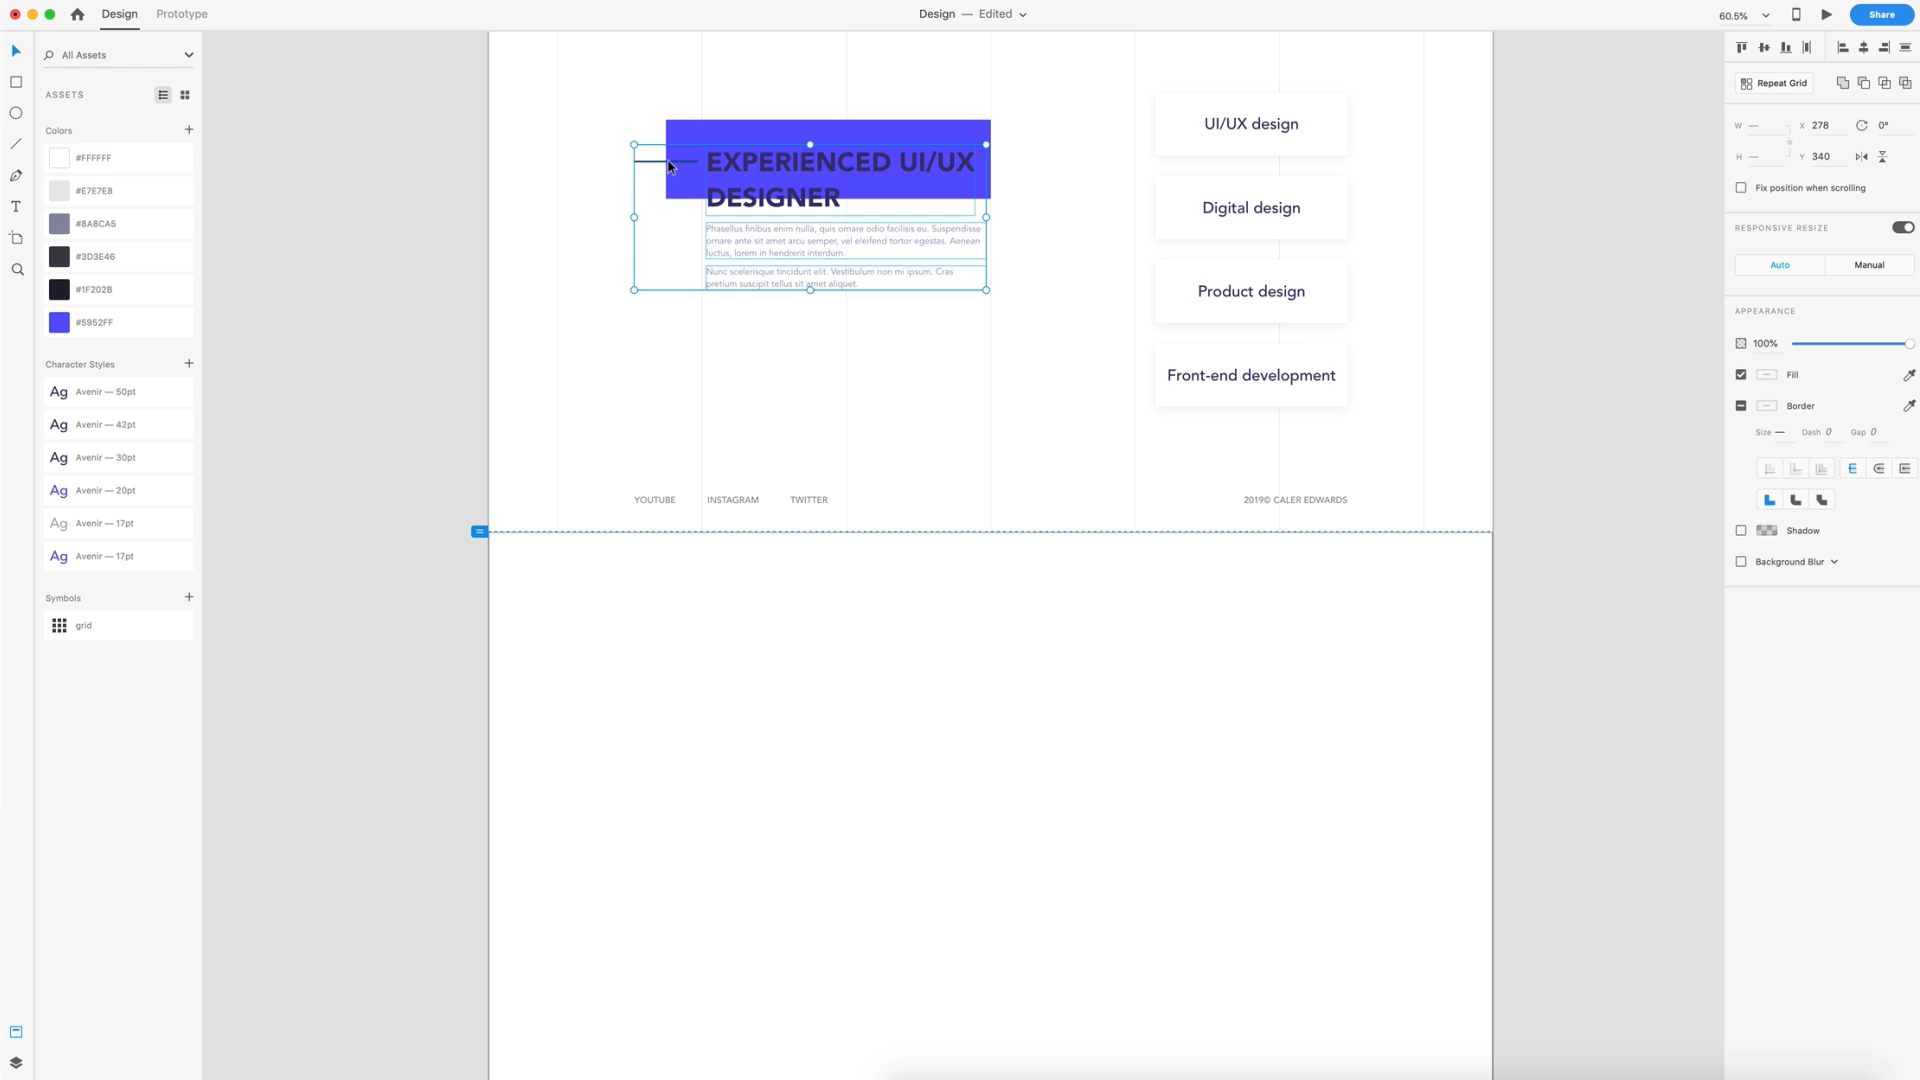 Design
Prototype
Design — Edited
60.5%
Share
All Assets
ASSETS
Colors
#FFFFFF
#E7E7E8
#8A8CA5
#3D3E46
#1F202B
#5952FF
Character Styles
Ag Avenir — 50pt
Ag Avenir — 42pt
Ag Avenir — 30pt
Ag Avenir — 20pt
Ag Avenir — 17pt
Ag Avenir — 17pt
Symbols
grid
EXPERIENCED UI/UX
DESIGNER
Phasellus finibus enim nulla, quis ornare odio facilisis eu. Suspendisse
ornare ante sit amet arcu semper, vel eleifend tortor egestas. Aenean
luctus, lorem in hendrerit interdum.
Nunc scelerisque tincidunt elit. Vestibulum non mi ipsum. Cras
pretium suscipit tellus sit amet aliquet.
UI/UX design
Digital design
Product design
Front-end development
YOUTUBE
INSTAGRAM
TWITTER
2019© CALER EDWARDS
Repeat Grid
W — X 278 0°
H — Y 340
Fix position when scrolling
RESPONSIVE RESIZE
Auto
Manual
APPEARANCE
100%
Fill
Border
Size — Dash 0 Gap 0
Shadow
Background Blur